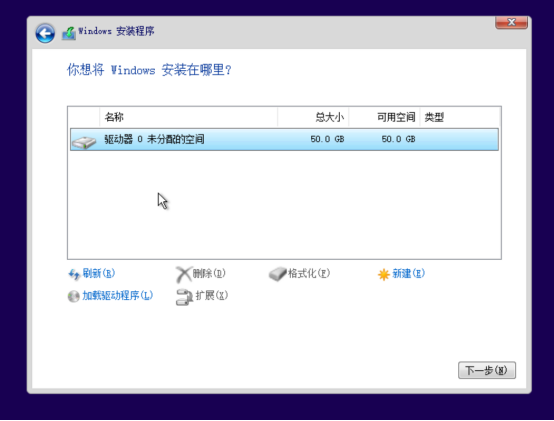 Windows 安装程序
你想将 Windows 安装在哪里?
名称 总大小 可用空间 类型
驱动器 0 未分配的空间 50.0 GB 50.0 GB
刷新(R) 删除(D) 格式化(F) 新建(E)
加载驱动程序(L) 扩展(X)
下一步(N)